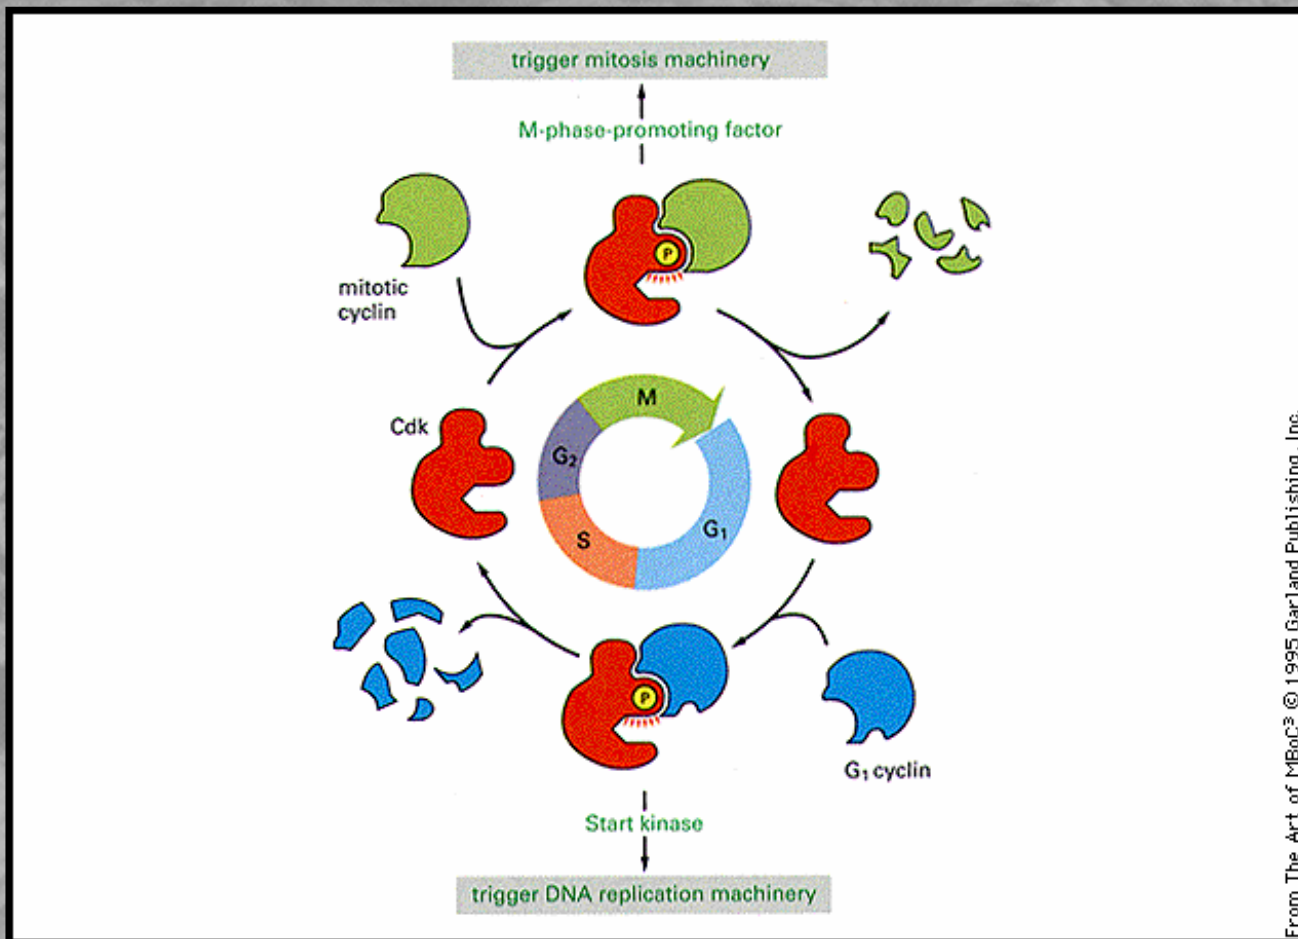 trigger mitosis machinery
M-phase-promoting factor
P
mitotic
cyclin
M
Cdk
G₂
G₁
S
P
G₁ cyclin
Start kinase
trigger DNA replication machinery
From The Art of MBoC³ © 1995 Garland Publishing, Inc.